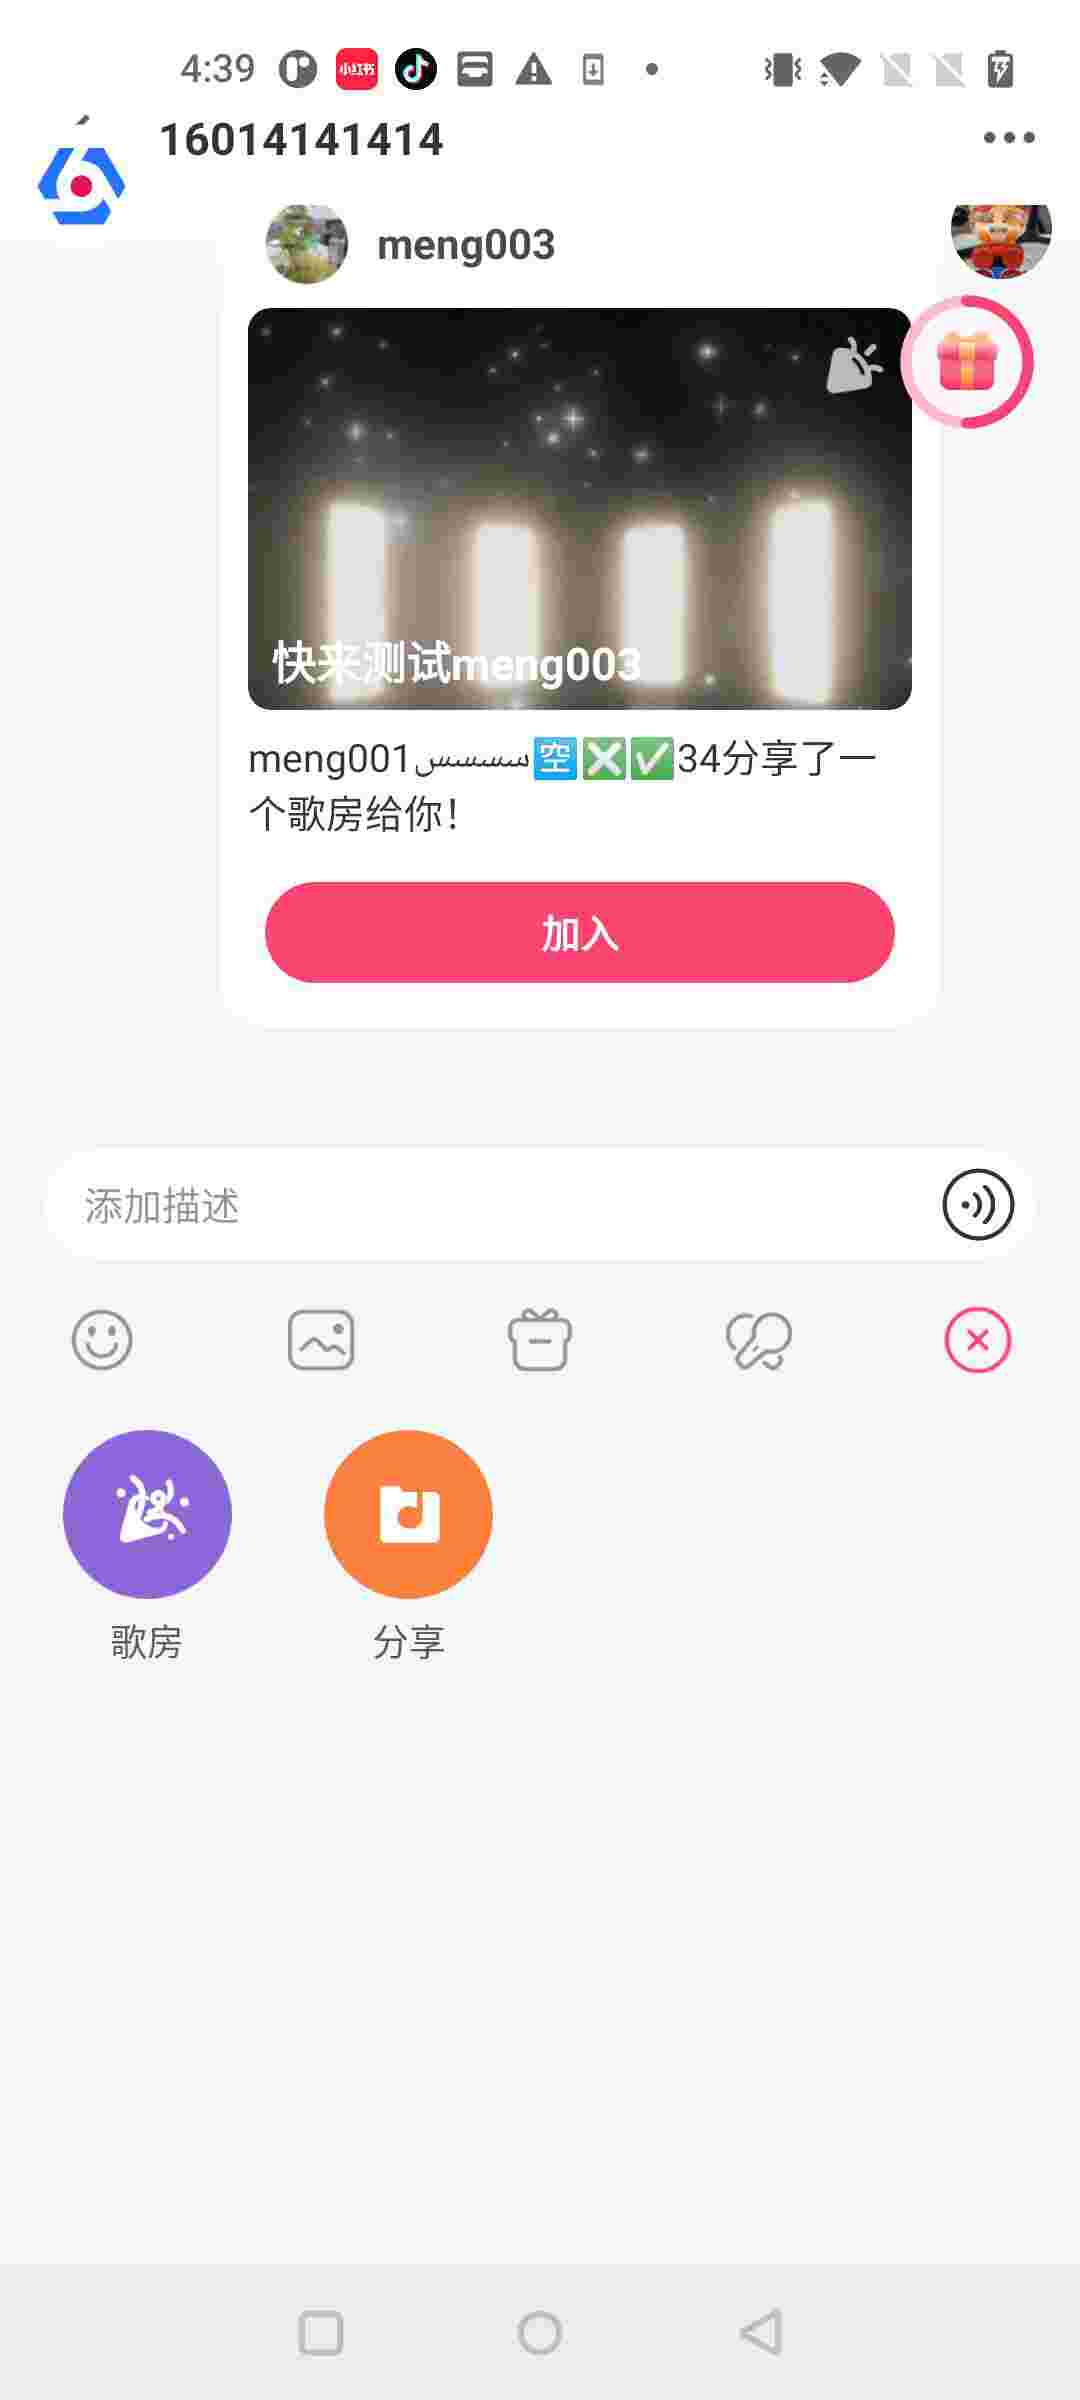 4:39
小红书
16014141414
meng003
快来测试meng003
meng001سسسس🈳❎✅34分享了一
个歌房给你！
加入
添加描述
歌房
分享